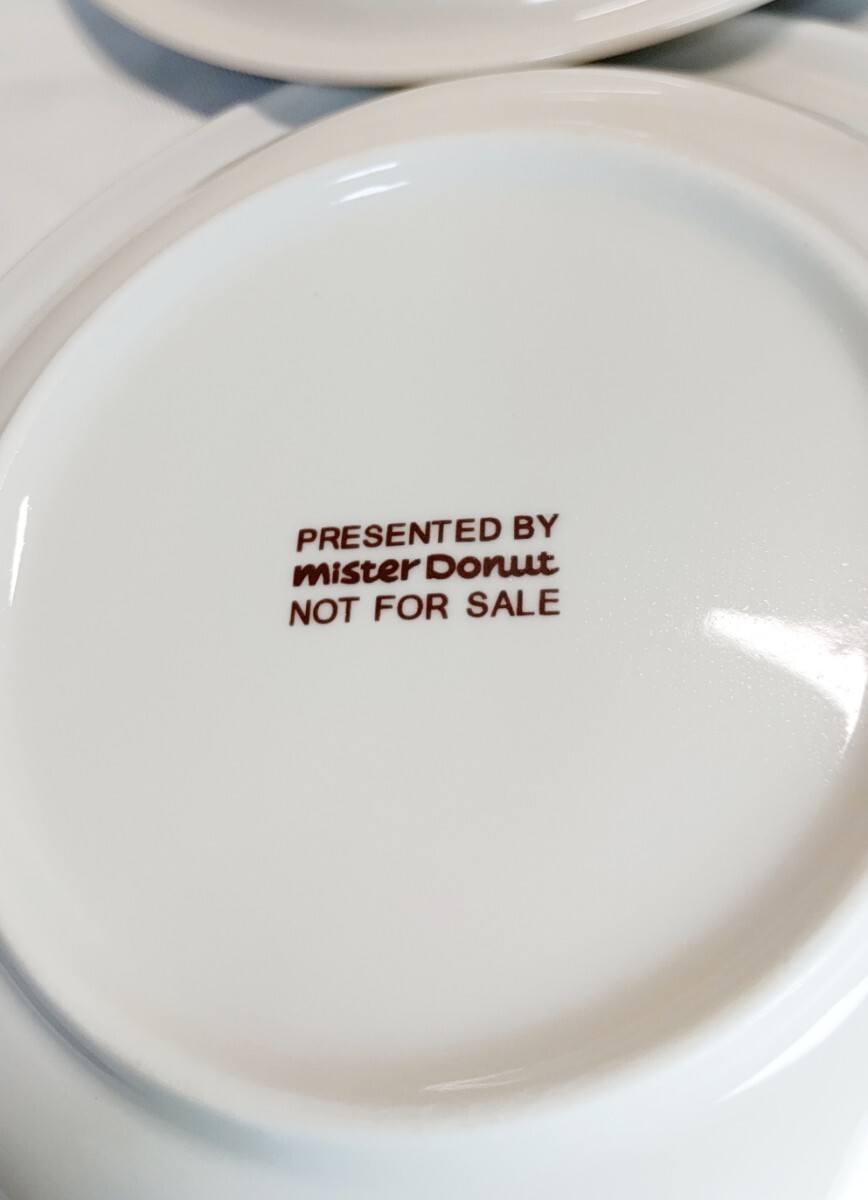 PRESENTED BY
mister Donut
NOT FOR SALE